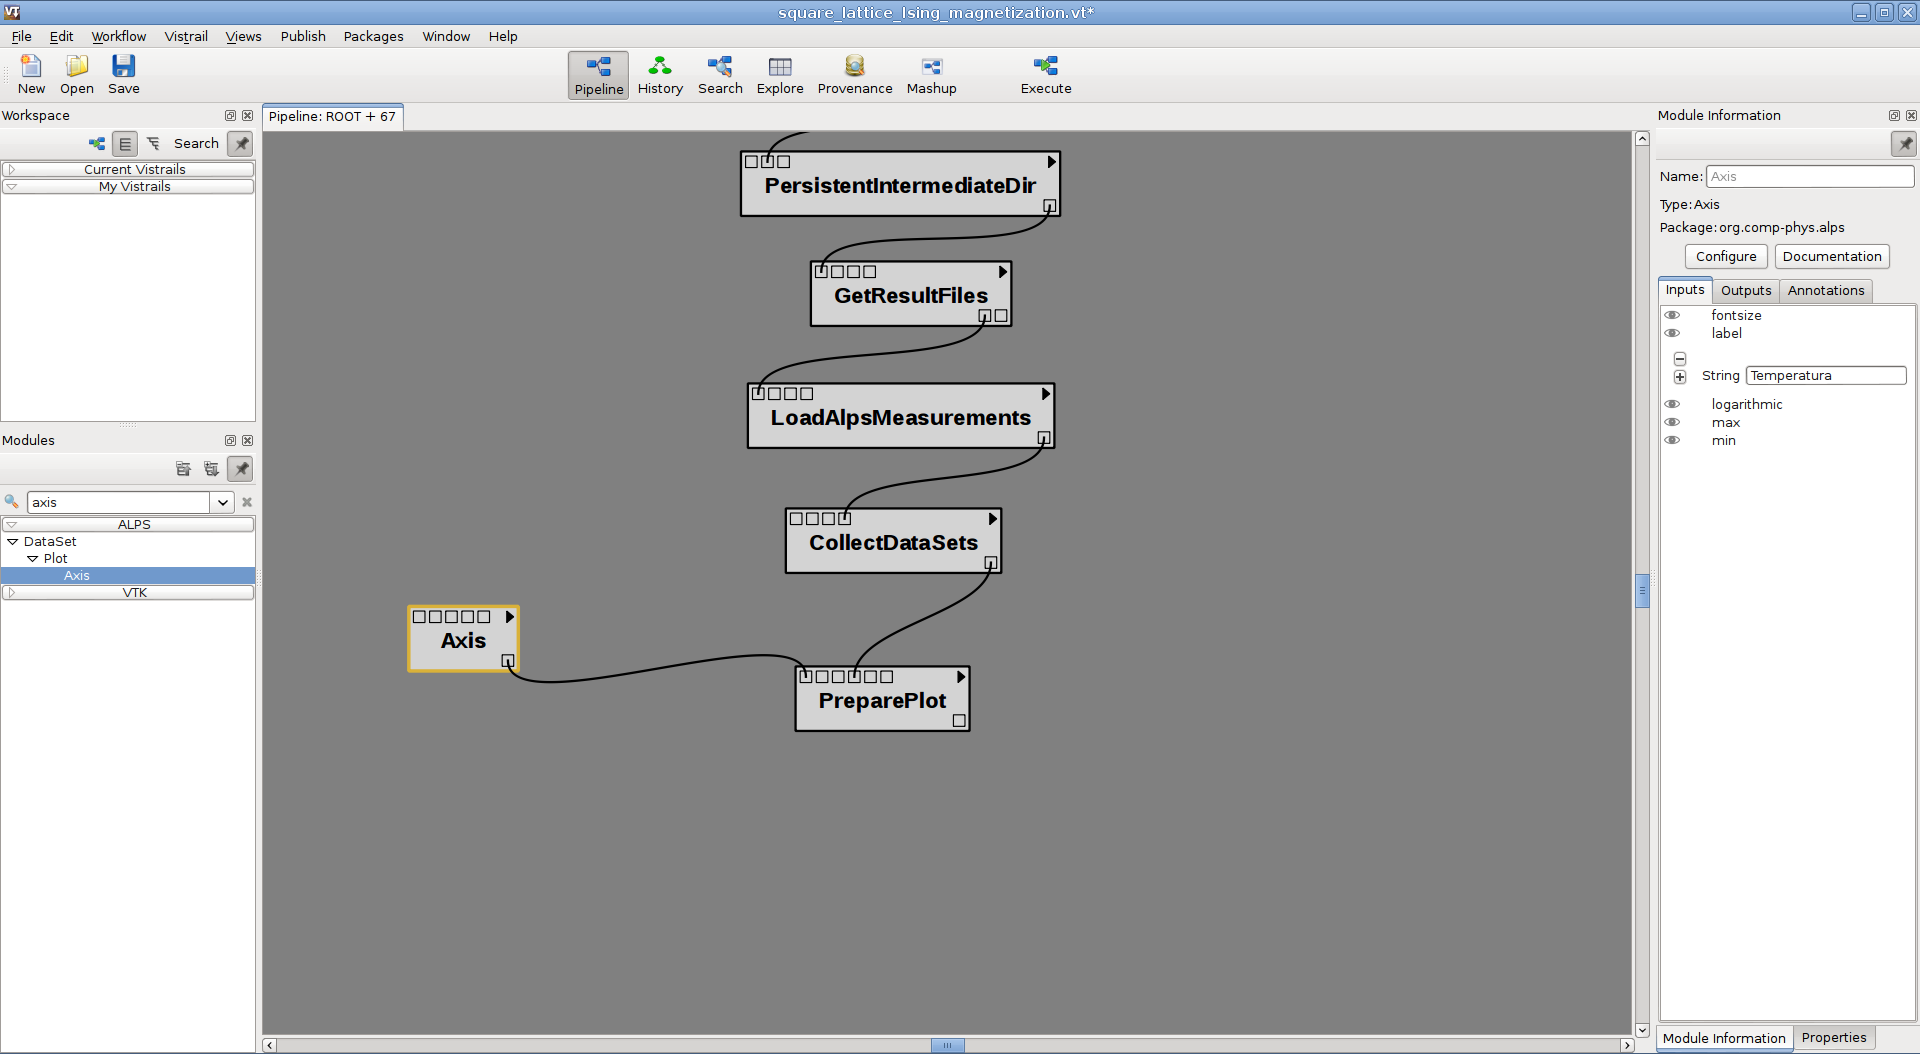 VT
square_lattice_Ising_magnetization.vt*
File Edit Workflow Vistrail Views Publish Packages Window Help
New Open Save Pipeline History Search Explore Provenance Mashup Execute
Workspace
Search
Current Vistrails
My Vistrails
Modules
axis
ALPS
DataSet
Plot
Axis
VTK
Pipeline: ROOT + 67
PersistentIntermediateDir
GetResultFiles
LoadAlpsMeasurements
CollectDataSets
Axis
PreparePlot
Module Information
Name: Axis
Type: Axis
Package: org.comp-phys.alps
Configure Documentation
Inputs Outputs Annotations
fontsize
label
String Temperatura
logarithmic
max
min
Module Information Properties